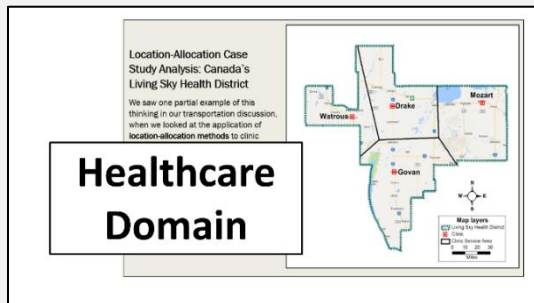 Location-Allocation Case
Study Analysis: Canada's
Living Sky Health District
We saw one partial example of this
thinking in our transportation discussion,
when we looked at the application of
location-allocation methods to clinic
Healthcare
Domain
Mozart
Drake
Watrous
Govan
N
W
E
S
Map layers
Living Sky Health District
Clinic
Clinic Service Area
Miles